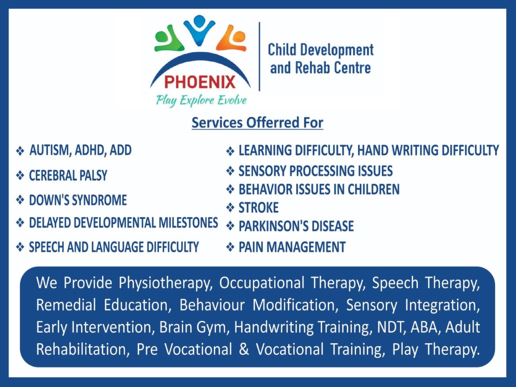 PHOENIX
Play Explore Evolve
Child Development
and Rehab Centre
Services Offerred For
AUTISM, ADHD, ADD
CEREBRAL PALSY
DOWN'S SYNDROME
DELAYED DEVELOPMENTAL MILESTONES
SPEECH AND LANGUAGE DIFFICULTY
LEARNING DIFFICULTY, HAND WRITING DIFFICULTY
SENSORY PROCESSING ISSUES
BEHAVIOR ISSUES IN CHILDREN
STROKE
PARKINSON'S DISEASE
PAIN MANAGEMENT
We Provide Physiotherapy, Occupational Therapy, Speech Therapy,
Remedial Education, Behaviour Modification, Sensory Integration,
Early Intervention, Brain Gym, Handwriting Training, NDT, ABA, Adult
Rehabilitation, Pre Vocational & Vocational Training, Play Therapy.